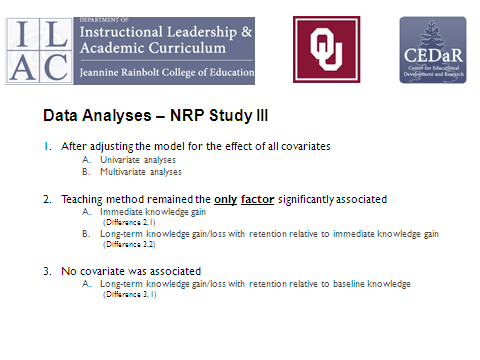 DEPARTMENT OF
I L
A C
Instructional Leadership &
Academic Curriculum
Jeannine Rainbolt College of Education
OU
CEDaR
Center for Educational
Development and Research
Data Analyses – NRP Study III
1. After adjusting the model for the effect of all covariates
A. Univariate analyses
B. Multivariate analyses
2. Teaching method remained the only factor significantly associated
A. Immediate knowledge gain
(Difference 2,1)
B. Long-term knowledge gain/loss with retention relative to immediate knowledge gain
(Difference 3,2)
3. No covariate was associated
A. Long-term knowledge gain/loss with retention relative to baseline knowledge
(Difference 3, 1)